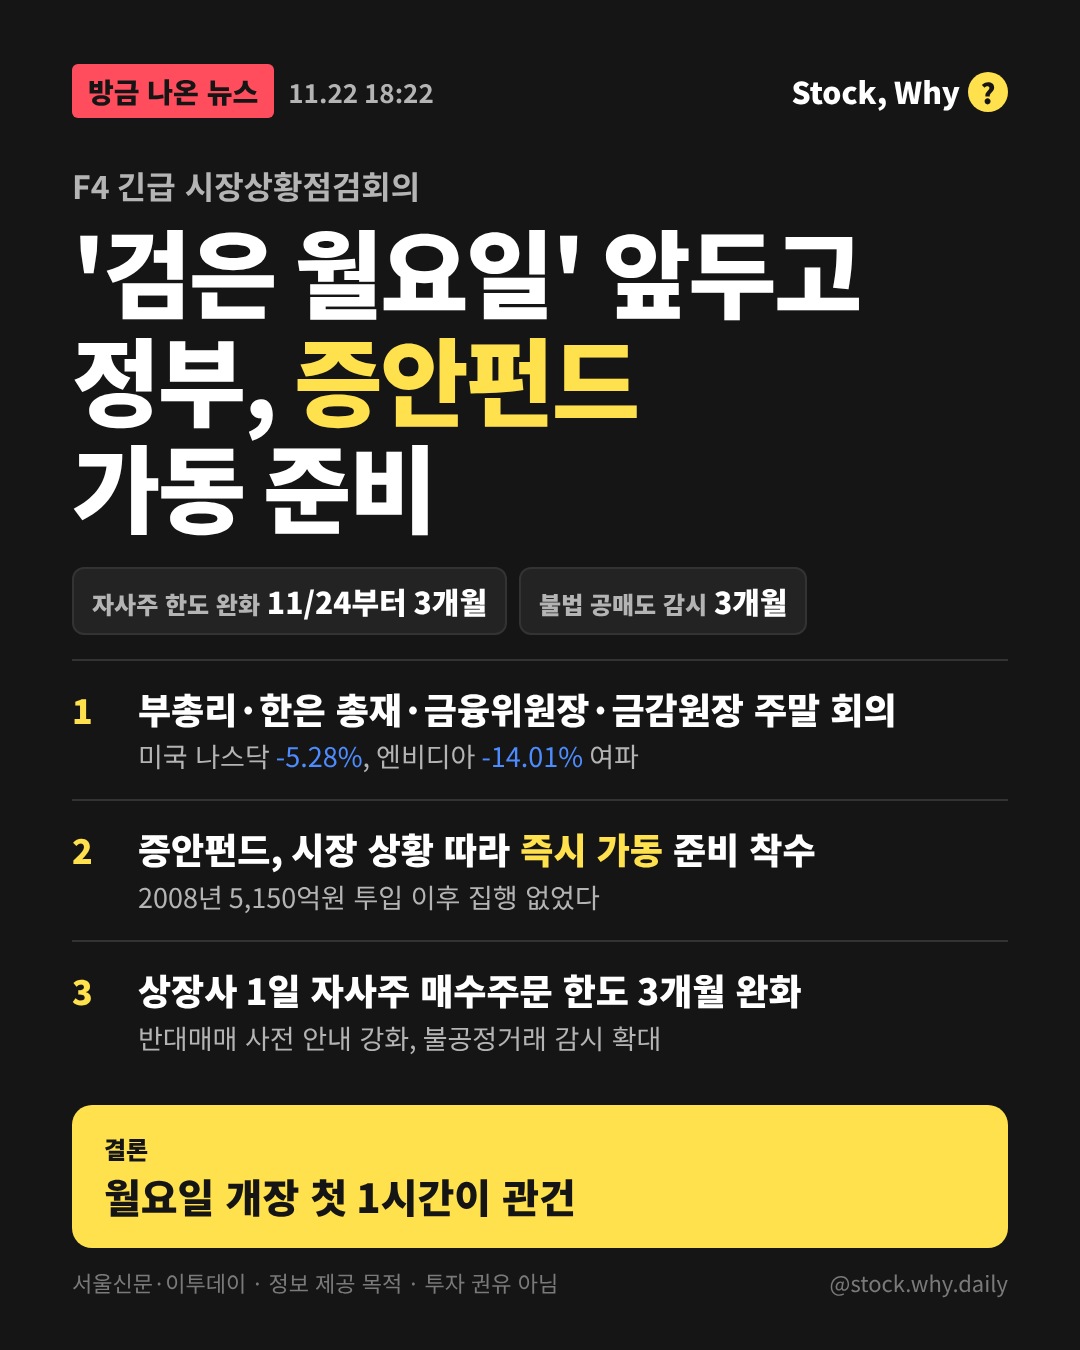 방금 나온 뉴스 11.22 18:22 Stock, Why ?
F4 긴급 시장상황점검회의
'검은 월요일' 앞두고
정부, 증안펀드
가동 준비
자사주 한도 완화 11/24부터 3개월 불법 공매도 감시 3개월
1 부총리·한은 총재·금융위원장·금감원장 주말 회의
미국 나스닥 -5.28%, 엔비디아 -14.01% 여파
2 증안펀드, 시장 상황 따라 즉시 가동 준비 착수
2008년 5,150억원 투입 이후 집행 없었다
3 상장사 1일 자사주 매수주문 한도 3개월 완화
반대매매 사전 안내 강화, 불공정거래 감시 확대
결론
월요일 개장 첫 1시간이 관건
서울신문·이투데이 · 정보 제공 목적 · 투자 권유 아님 @stock.why.daily